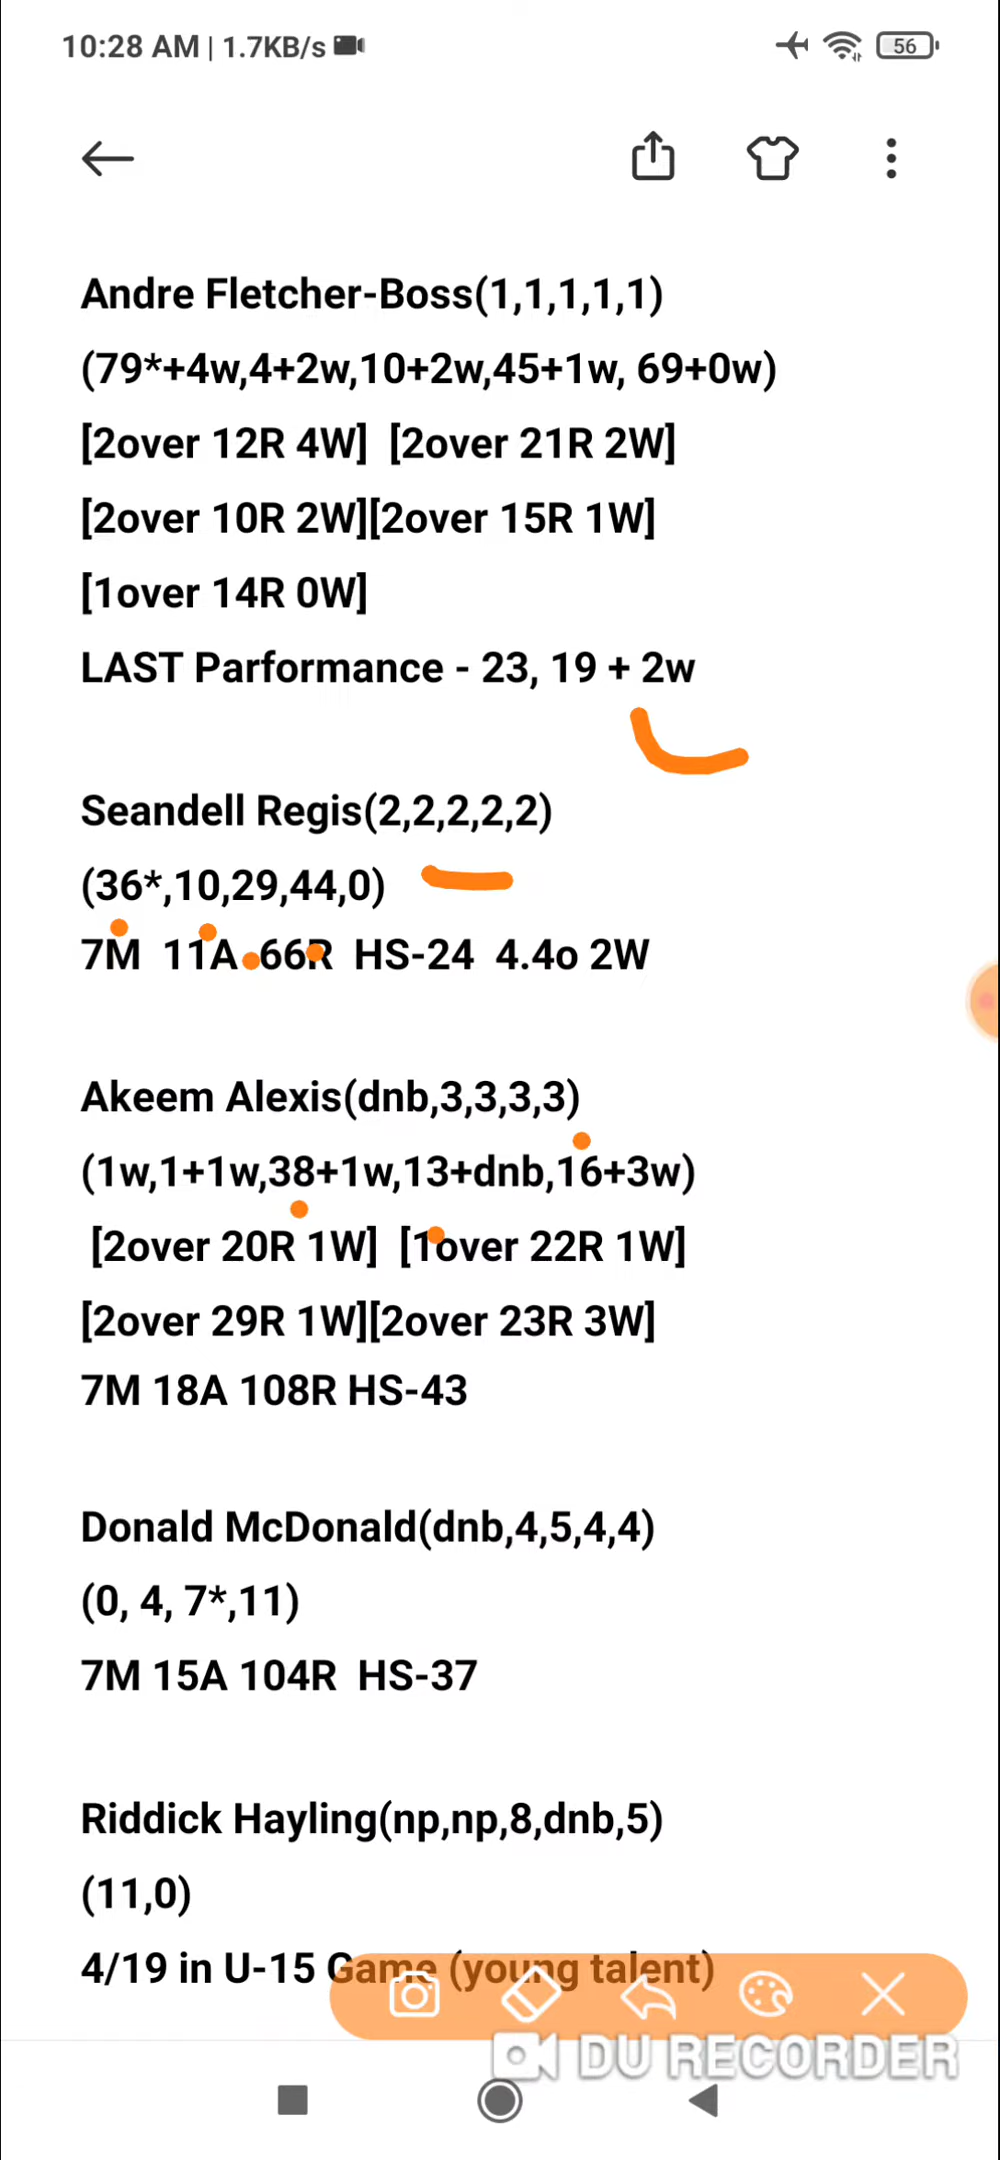 10:28 AM | 1.7KB/s 56
Andre Fletcher-Boss(1,1,1,1,1)
(79*+4w,4+2w,10+2w,45+1w, 69+0w)
[2over 12R 4W] [2over 21R 2W]
[2over 10R 2W][2over 15R 1W]
[1over 14R 0W]
LAST Parformance - 23, 19 + 2w
Seandell Regis(2,2,2,2,2)
(36*,10,29,44,0)
7M 11A 66R HS-24 4.4o 2W
Akeem Alexis(dnb,3,3,3,3)
(1w,1+1w,38+1w,13+dnb,16+3w)
[2over 20R 1W] [1over 22R 1W]
[2over 29R 1W][2over 23R 3W]
7M 18A 108R HS-43
Donald McDonald(dnb,4,5,4,4)
(0, 4, 7*,11)
7M 15A 104R HS-37
Riddick Hayling(np,np,8,dnb,5)
(11,0)
4/19 in U-15 Game (young talent)
DU RECORDER